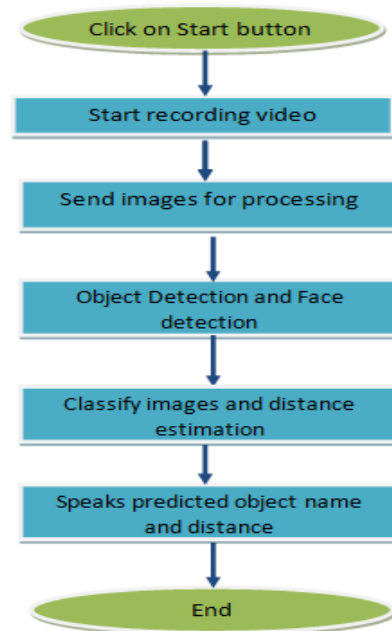 Click on Start button
Start recording video
Send images for processing
Object Detection and Face
detection
Classify images and distance
estimation
Speaks predicted object name
and distance
End